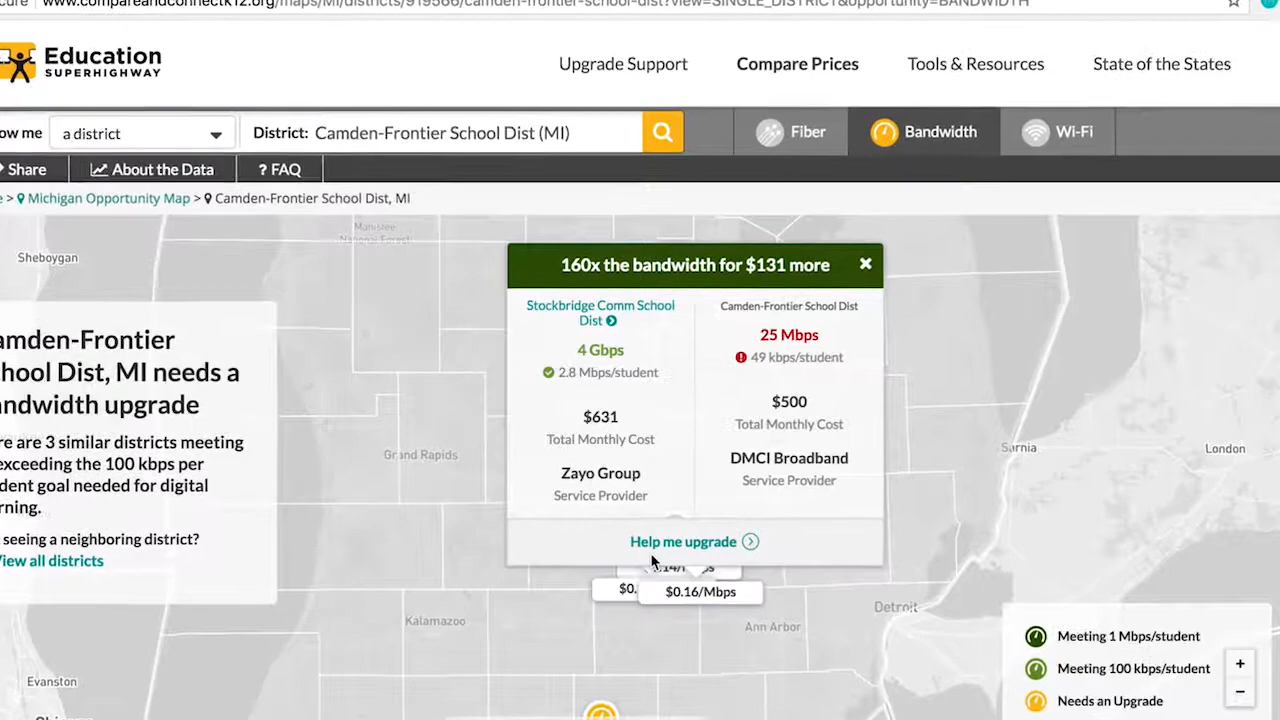 www.compareandconnectk12.org/maps/MI/districts/919566/camden-frontier-school-dist?view=SINGLE_DISTRICT&opportunity=BANDWIDTH
Education
SUPERHIGHWAY
Upgrade Support
Compare Prices
Tools & Resources
State of the States
a district
District: Camden-Frontier School Dist (MI)
Fiber
Bandwidth
Wi-Fi
Share
About the Data
? FAQ
> Michigan Opportunity Map > Camden-Frontier School Dist, MI
Manistee
National Forest
Sheboygan
160x the bandwidth for $131 more
Stockbridge Comm School
Dist
4 Gbps
2.8 Mbps/student
$631
Total Monthly Cost
Zayo Group
Service Provider
Camden-Frontier School Dist
25 Mbps
49 kbps/student
$500
Total Monthly Cost
DMCI Broadband
Service Provider
Help me upgrade
$0.
$0.16/Mbps
amden-Frontier
hool Dist, MI needs a
andwidth upgrade
re are 3 similar districts meeting
exceeding the 100 kbps per
dent goal needed for digital
rning.
seeing a neighboring district?
View all districts
Grand Rapids
Sarnia
London
Kalamazoo
Ann Arbor
Detroit
Evanston
Meeting 1 Mbps/student
Meeting 100 kbps/student
Needs an Upgrade
+
−